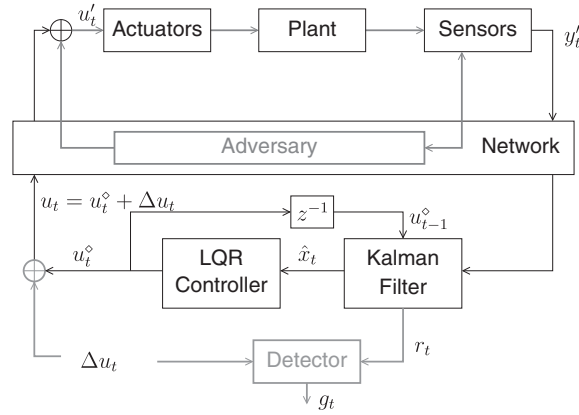 u′_t
Actuators
Plant
Sensors
y′_t
Adversary
Network
u_t = u_t^⋄ + Δu_t
z^{−1}
u_{t−1}^⋄
u_t^⋄
LQR
Controller
x̂_t
Kalman
Filter
r_t
Δu_t
Detector
g_t